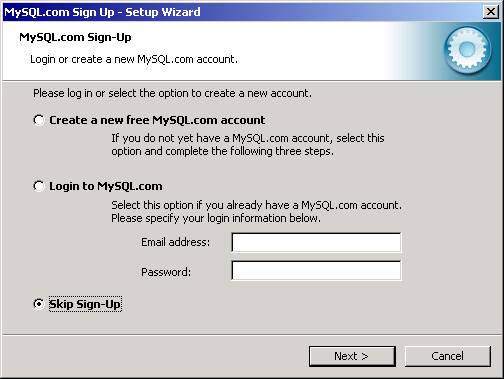 MySQL.com Sign Up - Setup Wizard
MySQL.com Sign-Up
Login or create a new MySQL.com account.
Please log in or select the option to create a new account.
Create a new free MySQL.com account
If you do not yet have a MySQL.com account, select this
option and complete the following three steps.
Login to MySQL.com
Select this option if you already have a MySQL.com account.
Please specify your login information below.
Email address:
Password:
Skip Sign-Up
Next >
Cancel